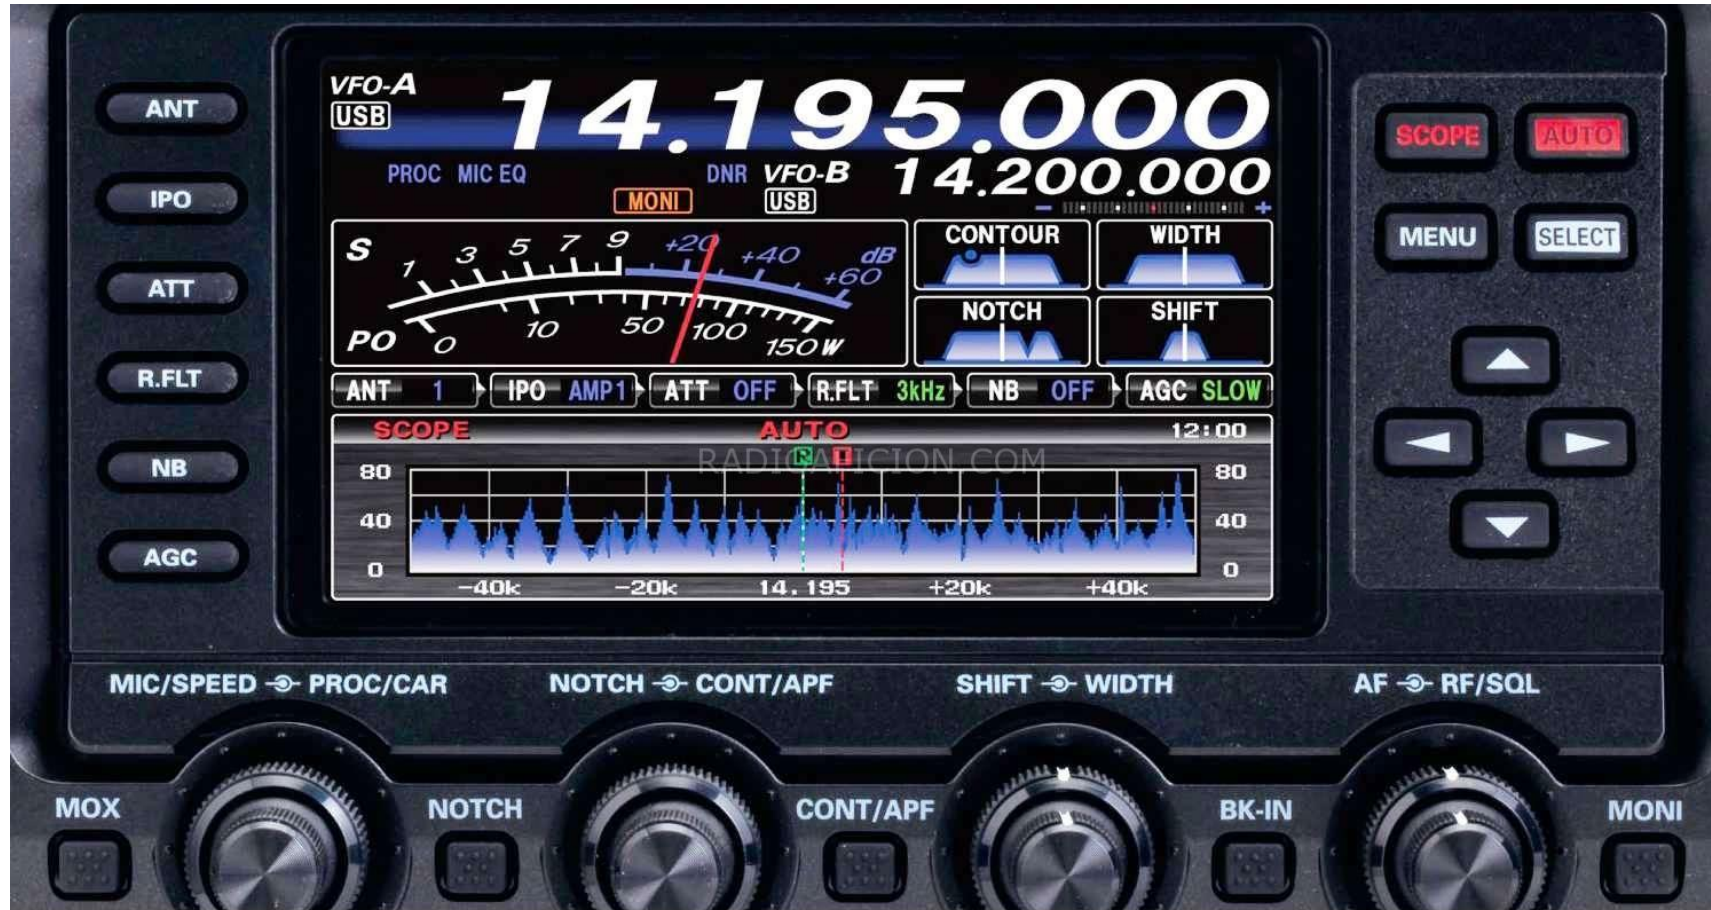 VFO-A 14.195.000
USB
PROC MIC EQ DNR VFO-B 14.200.000
MONI USB − +
S 1 3 5 7 9 +20 +40 +60 dB
PO 0 10 50 100 150 W
CONTOUR WIDTH
NOTCH SHIFT
ANT 1 IPO AMP1 ATT OFF R.FLT 3kHz NB OFF AGC SLOW
SCOPE AUTO 12:00
R T
RADIOAFICION.COM
80 80
40 40
0 0
-40k -20k 14.195 +20k +40k
ANT
IPO
ATT
R.FLT
NB
AGC
SCOPE AUTO
MENU SELECT
MIC/SPEED PROC/CAR NOTCH CONT/APF SHIFT WIDTH AF RF/SQL
MOX NOTCH CONT/APF BK-IN MONI